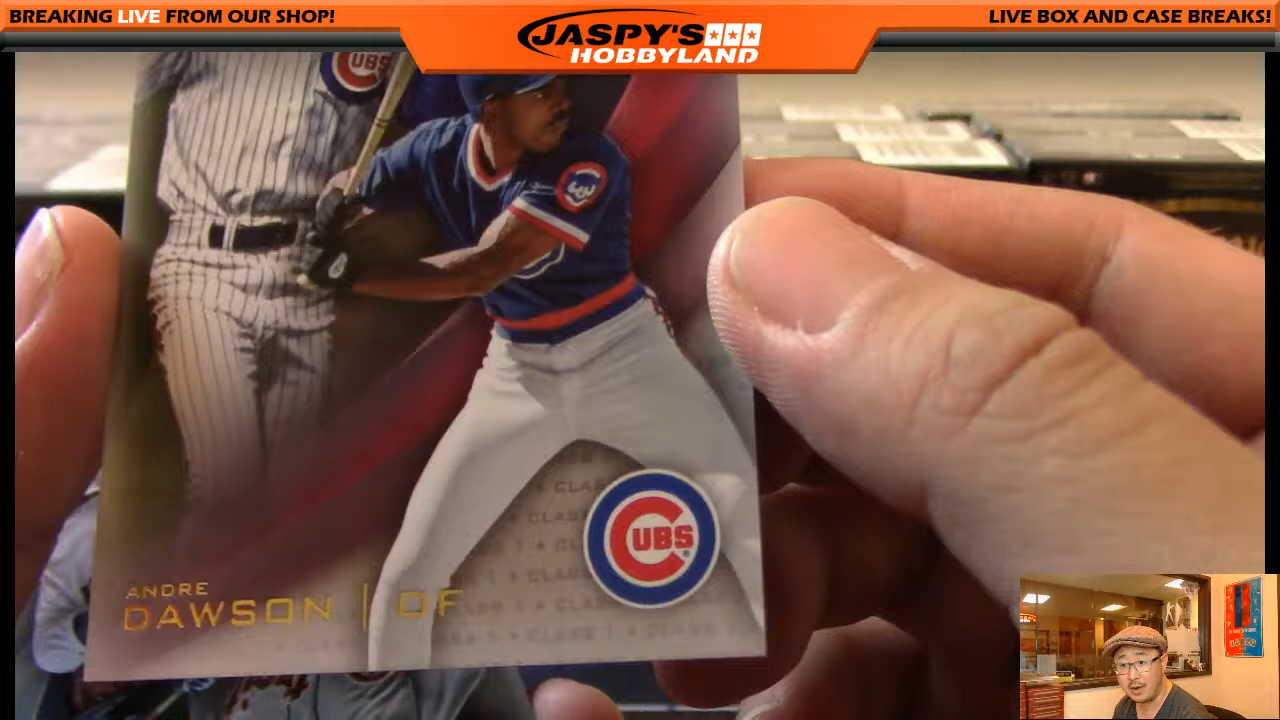 BREAKING LIVE FROM OUR SHOP!
JASPY'S
HOBBYLAND
LIVE BOX AND CASE BREAKS!
CUBS
CUBS
ANDRE
DAWSON | OF